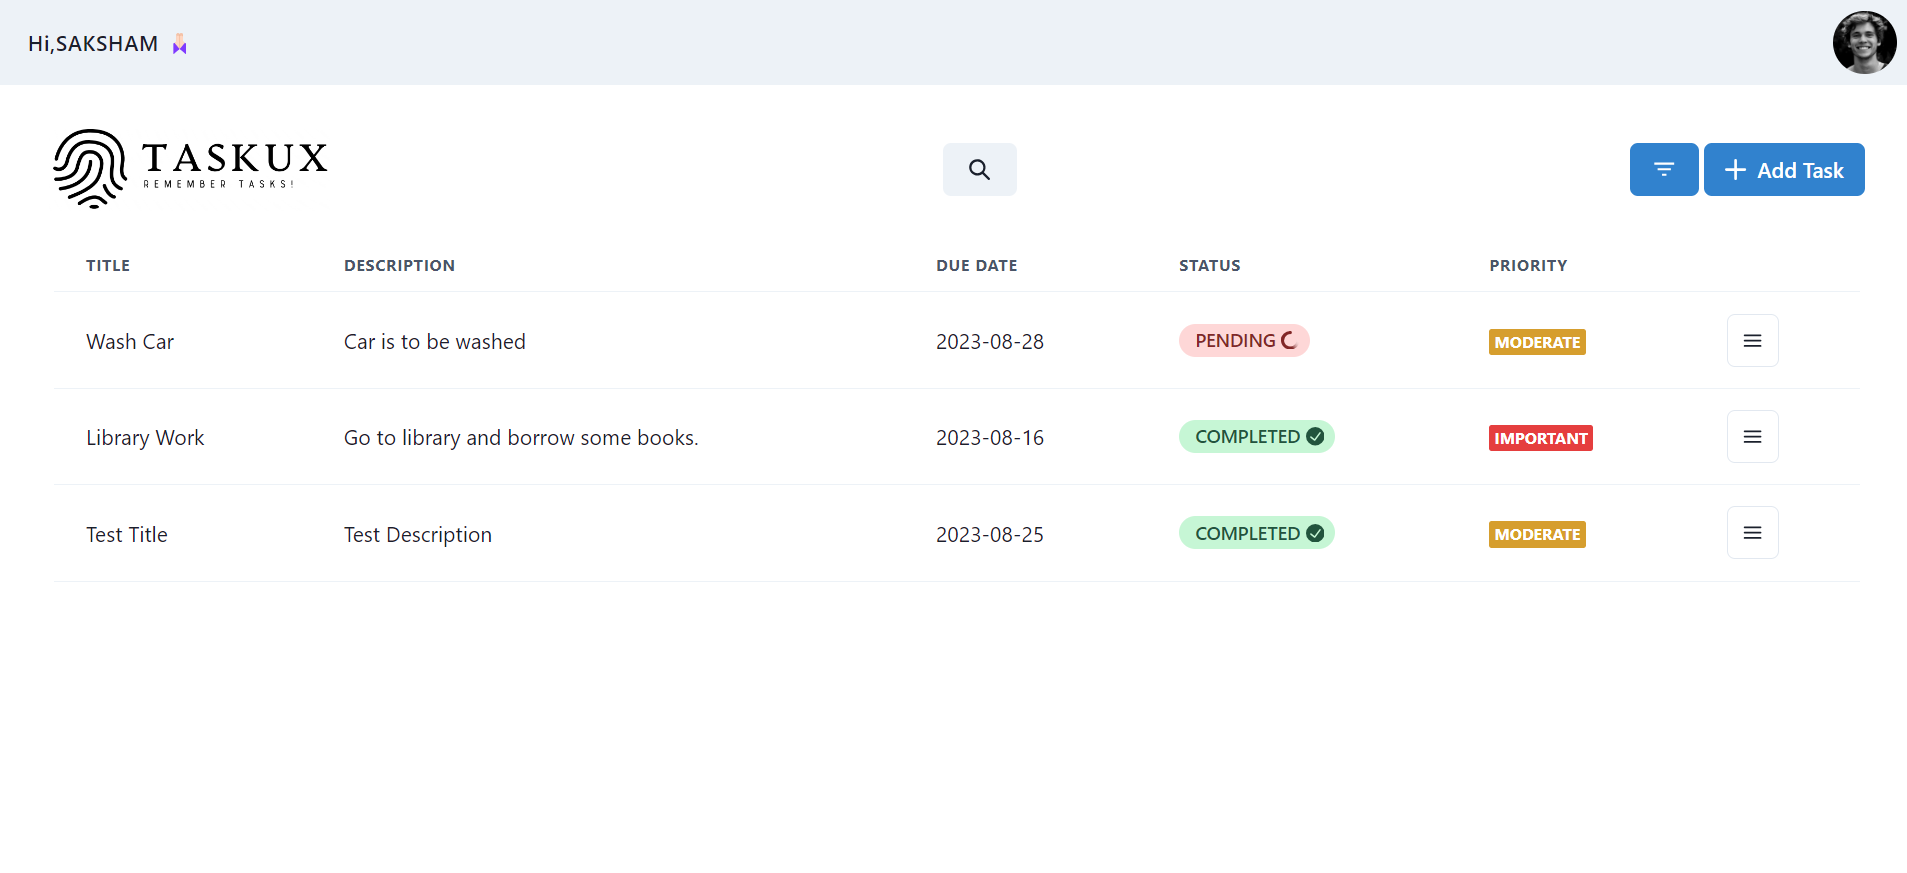 Hi,SAKSHAM
TASKUX
REMEMBER TASKS!
Add Task
TITLE DESCRIPTION DUE DATE STATUS PRIORITY
Wash Car Car is to be washed 2023-08-28 PENDING MODERATE
Library Work Go to library and borrow some books. 2023-08-16 COMPLETED IMPORTANT
Test Title Test Description 2023-08-25 COMPLETED MODERATE